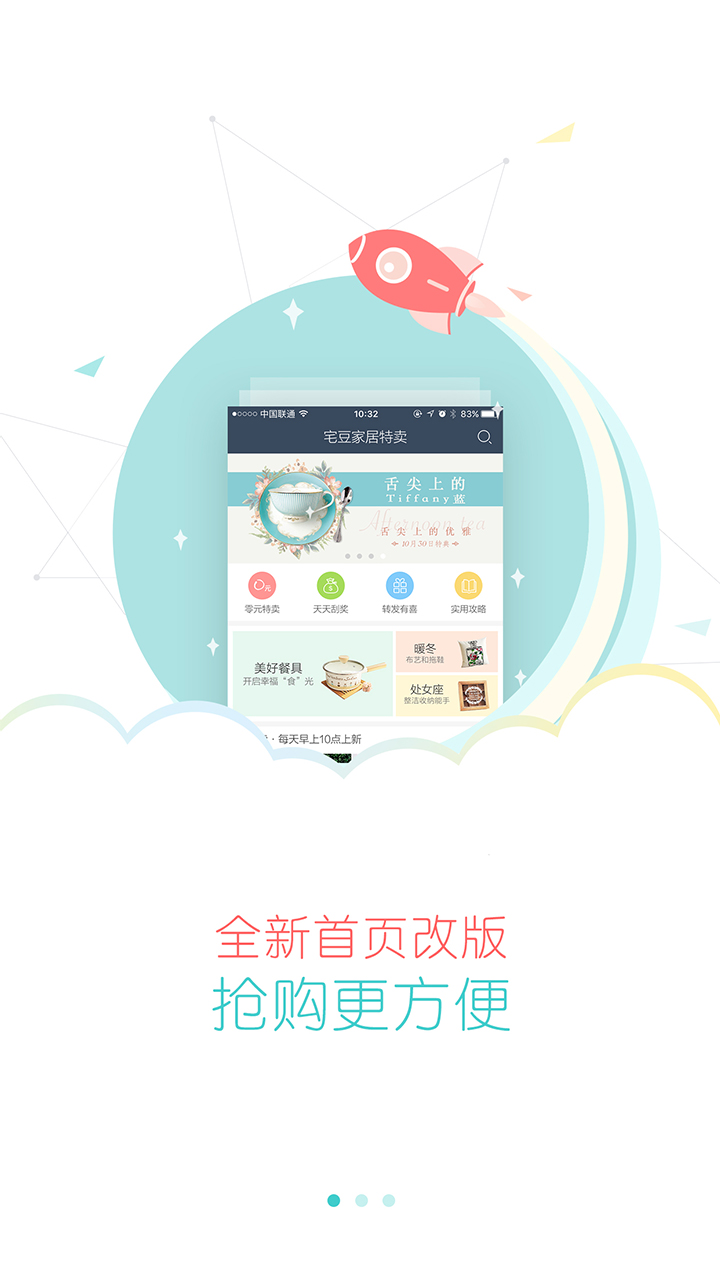 中国联通 10:32 83%
宅豆家居特卖
舌尖上的
Tiffany蓝
Afternoon tea
舌尖上的优雅
10月30日特典
元
$
零元特卖 天天刮奖 转发有喜 实用攻略
美好餐具
开启幸福“食”光
暖冬
布艺和拖鞋
处女座
整洁收纳能手
· 每天早上10点上新
全新首页改版
抢购更方便